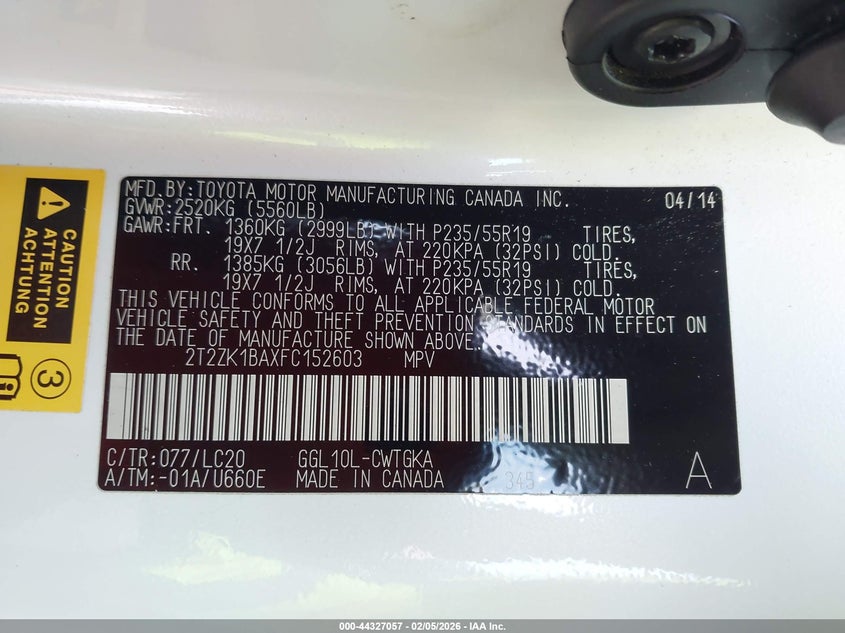 MFD.BY:TOYOTA MOTOR MANUFACTURING CANADA INC. 04/14
GVWR:2520KG (5560LB)
GAWR:FRT. 1360KG (2999LB) WITH P235/55R19 TIRES,
19X7 1/2J RIMS, AT 220KPA (32PSI) COLD.
RR. 1385KG (3056LB) WITH P235/55R19 TIRES,
19X7 1/2J RIMS, AT 220KPA (32PSI) COLD.
THIS VEHICLE CONFORMS TO ALL APPLICABLE FEDERAL MOTOR
VEHICLE SAFETY AND THEFT PREVENTION STANDARDS IN EFFECT ON
THE DATE OF MANUFACTURE SHOWN ABOVE.
2T2ZK1BAXFC152603 MPV
C/TR:077/LC20 GGL10L-CWTGKA
A/TM:-01A/U660E MADE IN CANADA 345 A
CAUTION
ATTENTION
ACHTUNG
3
000-44327057 - 02/05/2026 - IAA Inc.